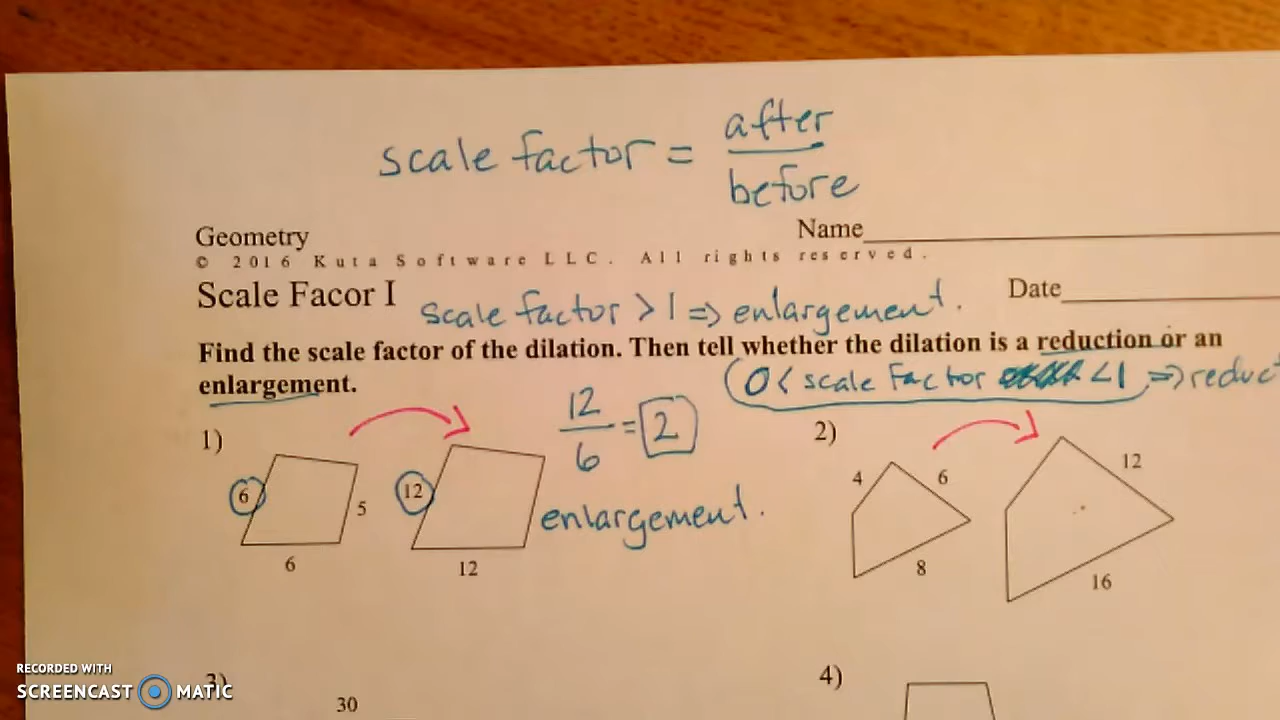 scale factor = after
before
Geometry
Name
© 2016 Kuta Software LLC. All rights reserved.
Scale Facor I
Date
scale factor > 1 => enlargement.
Find the scale factor of the dilation. Then tell whether the dilation is a reduction or an
enlargement.
0 < scale factor < 1 => reduct
1)
6
5
6
12
12
12
6
= 2
enlargement.
2)
4
6
8
12
16
3)
30
4)
RECORDED WITH
SCREENCAST MATIC